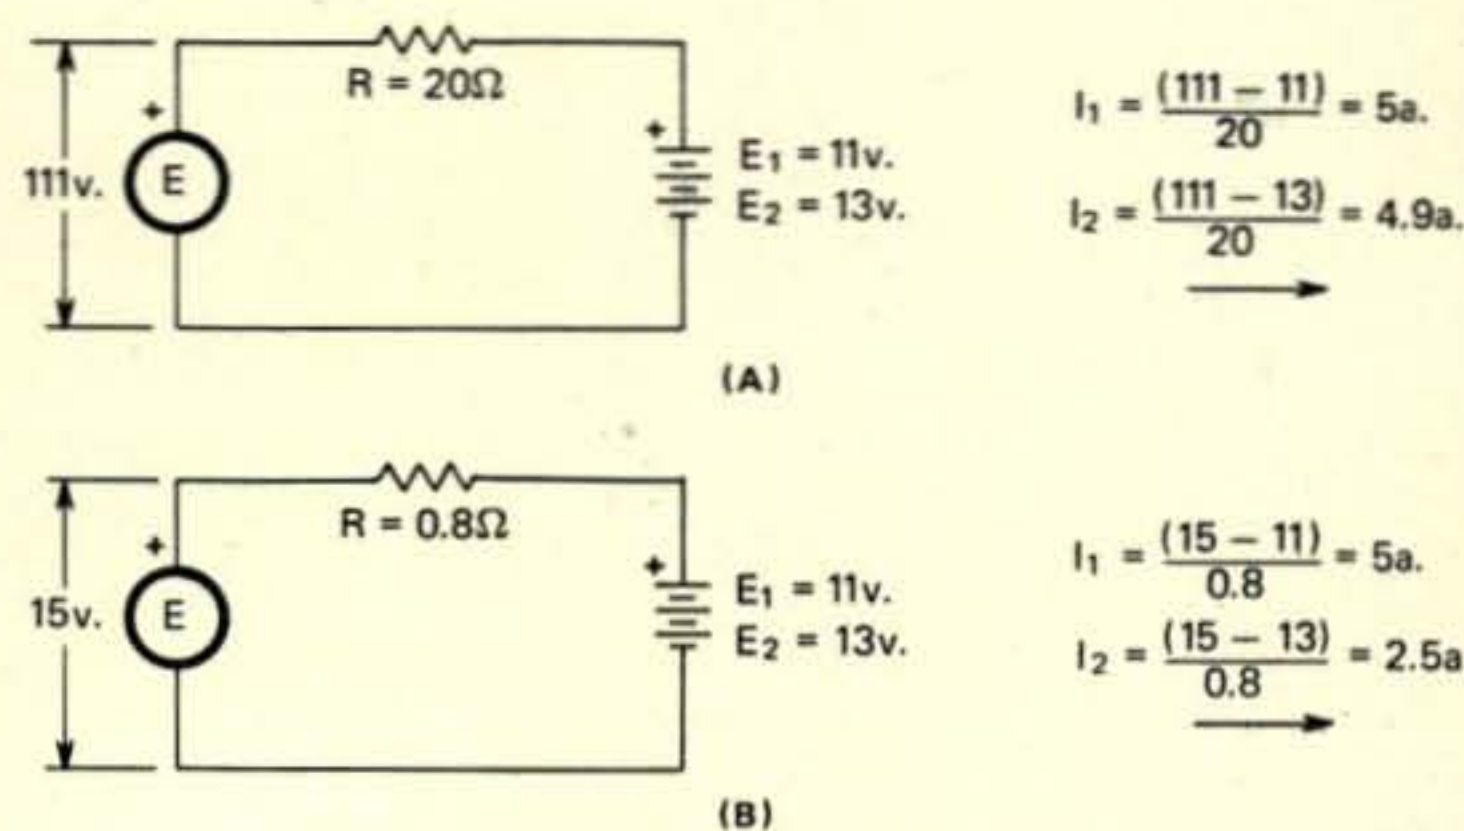 R = 20Ω
+
111v.
E
+
E₁ = 11v.
E₂ = 13v.
I₁ = (111 – 11) / 20 = 5a.
I₂ = (111 – 13) / 20 = 4.9a.
(A)
R = 0.8Ω
+
15v.
E
+
E₁ = 11v.
E₂ = 13v.
I₁ = (15 – 11) / 0.8 = 5a.
I₂ = (15 – 13) / 0.8 = 2.5a
(B)